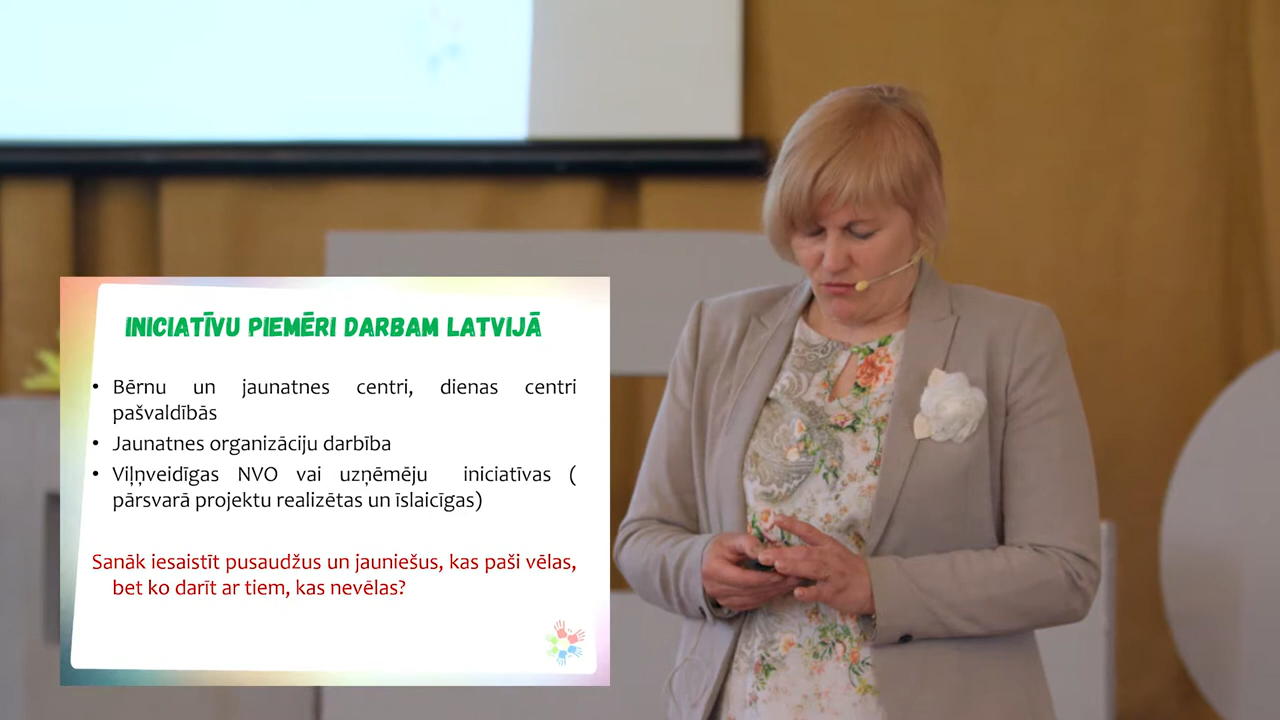 INICIATĪVU PIEMĒRI DARBAM LATVIJĀ
• Bērnu un jaunatnes centri, dienas centri
pašvaldībās
• Jaunatnes organizāciju darbība
• Viļņveidīgas NVO vai uzņēmēju iniciatīvas (
pārsvarā projektu realizētas un īslaicīgas)
Sanāk iesaistīt pusaudžus un jauniešus, kas paši vēlas,
bet ko darīt ar tiem, kas nevēlas?